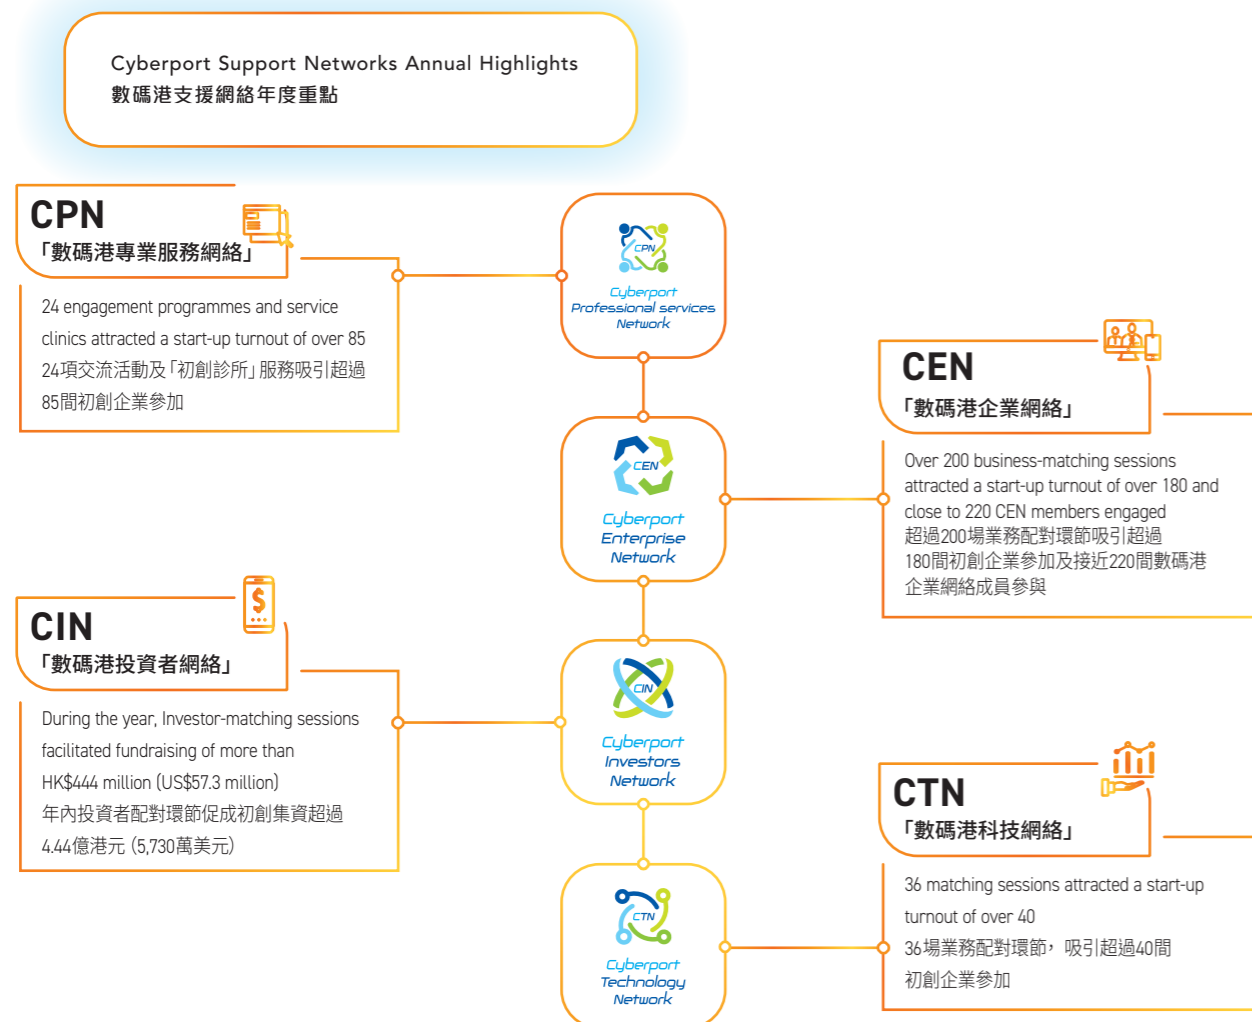 Cyberport Support Networks Annual Highlights
數碼港支援網絡年度重點
CPN
「數碼港專業服務網絡」
24 engagement programmes and service
clinics attracted a start-up turnout of over 85
24項交流活動及「初創診所」服務吸引超過
85間初創企業參加
CPN
Cyberport
Professional services
Network
CEN
「數碼港企業網絡」
Over 200 business-matching sessions
attracted a start-up turnout of over 180 and
close to 220 CEN members engaged
超過200場業務配對環節吸引超過
180間初創企業參加及接近220間數碼港
企業網絡成員參與
CEN
Cyberport
Enterprise
Network
CIN
「數碼港投資者網絡」
During the year, Investor-matching sessions
facilitated fundraising of more than
HK$444 million (US$57.3 million)
年內投資者配對環節促成初創集資超過
4.44億港元 (5,730萬美元)
CIN
Cyberport
Investors
Network
CTN
「數碼港科技網絡」
36 matching sessions attracted a start-up
turnout of over 40
36場業務配對環節，吸引超過40間
初創企業參加
CTN
Cyberport
Technology
Network